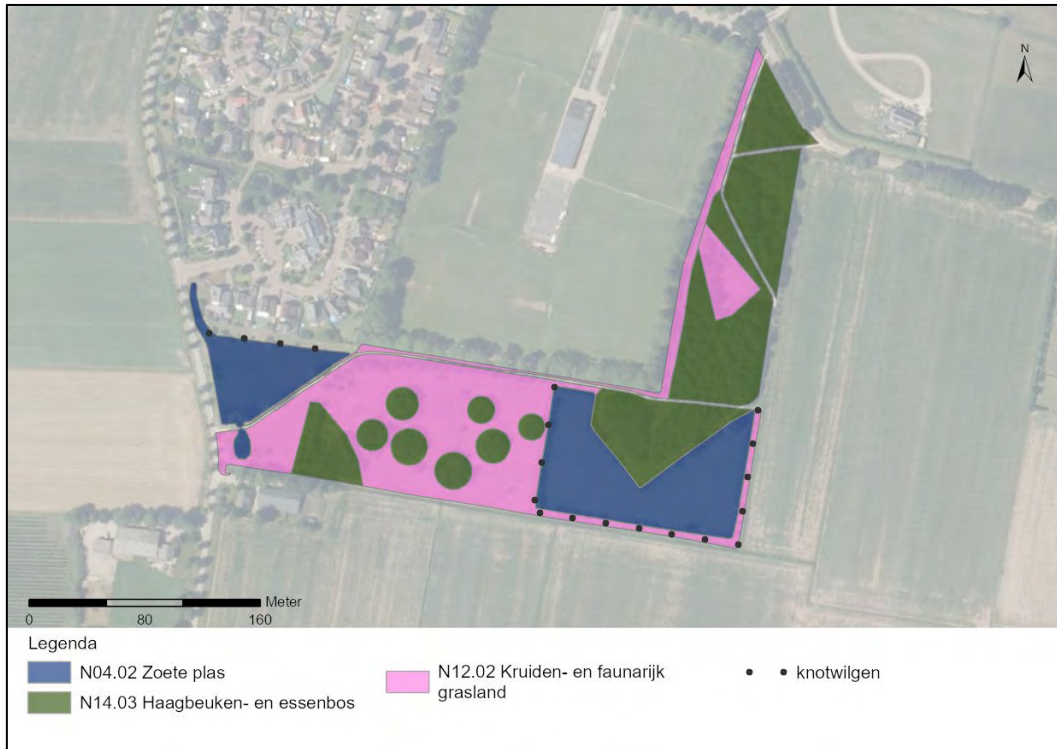 N
Meter
0 80 160
Legenda
N04.02 Zoete plas
N14.03 Haagbeuken- en essenbos
N12.02 Kruiden- en faunarijk
grasland
knotwilgen